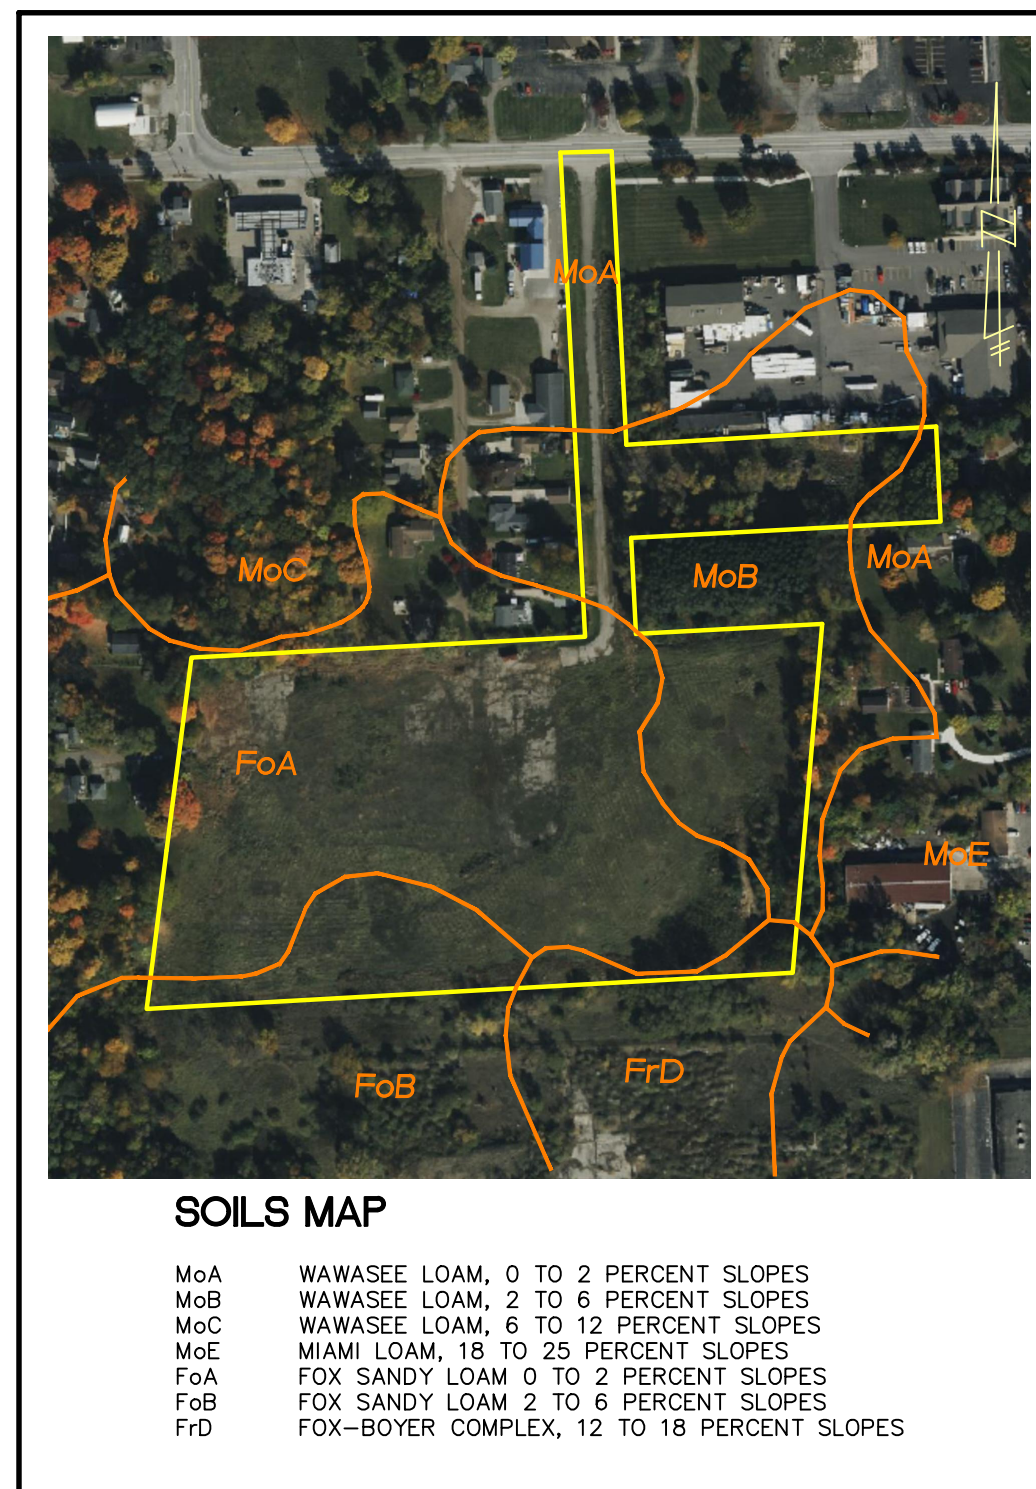 MoA
MoC
MoB
MoA
FoA
MoE
FoB
FrD
N
SOILS MAP
MoA WAWASEE LOAM, 0 TO 2 PERCENT SLOPES
MoB WAWASEE LOAM, 2 TO 6 PERCENT SLOPES
MoC WAWASEE LOAM, 6 TO 12 PERCENT SLOPES
MoE MIAMI LOAM, 18 TO 25 PERCENT SLOPES
FoA FOX SANDY LOAM 0 TO 2 PERCENT SLOPES
FoB FOX SANDY LOAM 2 TO 6 PERCENT SLOPES
FrD FOX-BOYER COMPLEX, 12 TO 18 PERCENT SLOPES